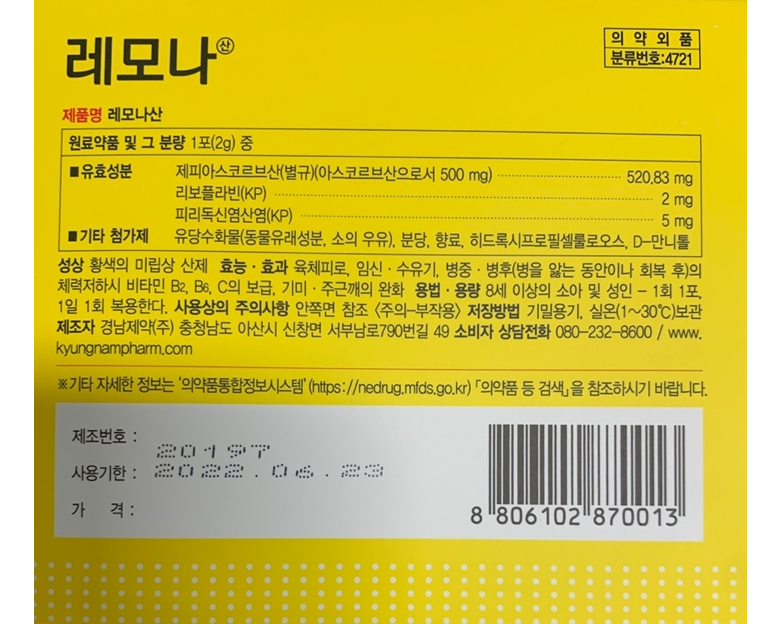 레모나산
의약외품
분류번호:4721
제품명 레모나산
원료약품 및 그 분량 1포(2g) 중
■유효성분 제피아스코르브산(별규)(아스코르브산으로서 500 mg) 520.83 mg
리보플라빈(KP) 2 mg
피리독신염산염(KP) 5 mg
■기타 첨가제 유당수화물(동물유래성분, 소의 우유), 분당, 향료, 히드록시프로필셀룰로오스, D-만니톨
성상 황색의 미립상 산제 효능·효과 육체피로, 임신·수유기, 병중·병후(병을 앓는 동안이나 회복 후)의
체력저하시 비타민 B₂, B₆, C의 보급, 기미·주근깨의 완화 용법·용량 8세 이상의 소아 및 성인 - 1회 1포,
1일 1회 복용한다. 사용상의 주의사항 안쪽면 참조 〈주의-부작용〉 저장방법 기밀용기, 실온(1~30℃)보관
제조자 경남제약(주) 충청남도 아산시 신창면 서부남로790번길 49 소비자 상담전화 080-232-8600 / www.
kyungnampharm.com
※기타 자세한 정보는 '의약품통합정보시스템' (https://nedrug.mfds.go.kr) 「의약품 등 검색」을 참조하시기 바랍니다.
제조번호 : 20197
사용기한 : 2022.06.23
가 격 :
8 806102 870013